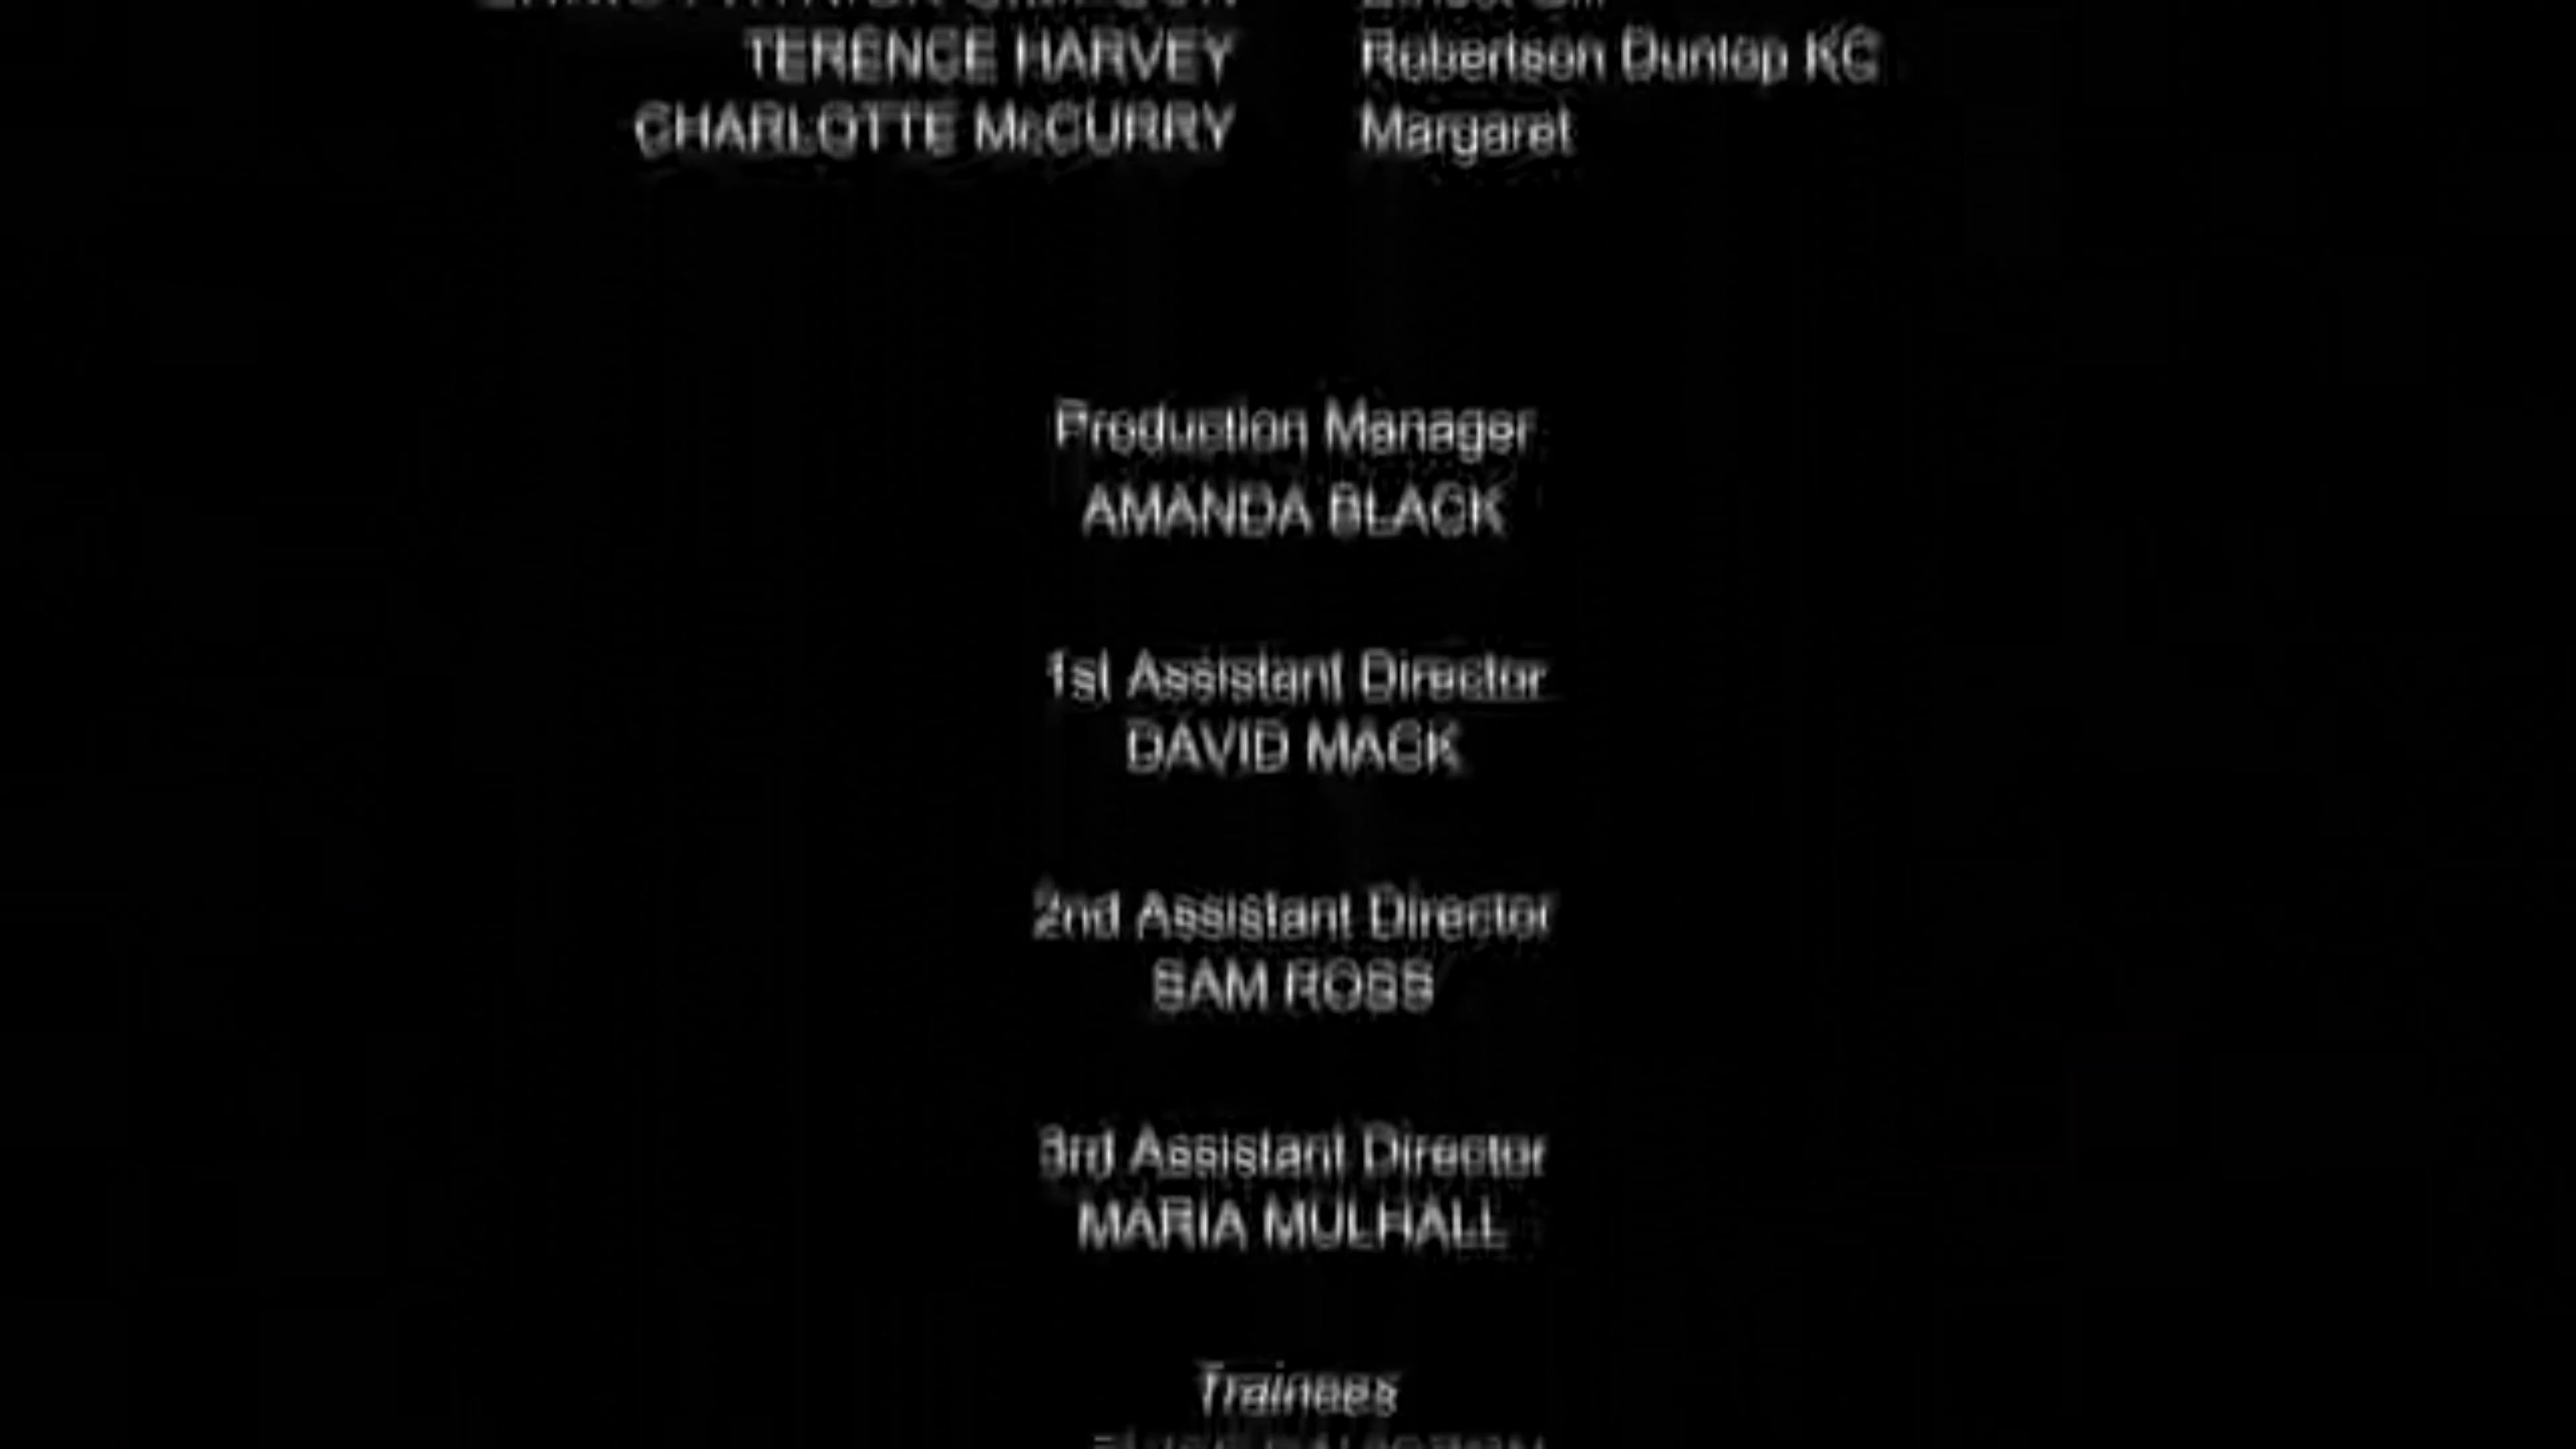 TERENCE HARVEY Robertson Dunlap KC
CHARLOTTE McCURRY Margaret
Production Manager
AMANDA BLACK
1st Assistant Director
DAVID MACK
2nd Assistant Director
SAM ROSS
3rd Assistant Director
MARIA MULHALL
Trainees